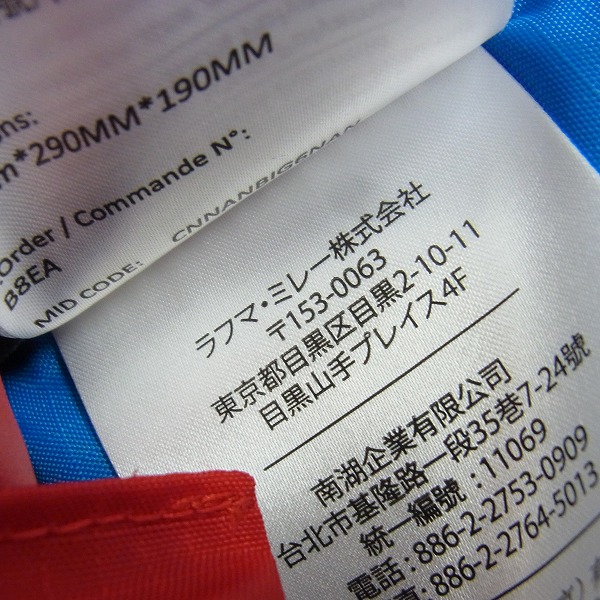 ns:
m*290MM*190MM
Order / Commande N°:
B8EA
MID CODE: CNNANBIG6NAN
ラフマ・ミレー株式会社
〒153-0063
東京都目黒区目黒2-10-11
目黒山手プレイス4F
南湖企業有限公司
台北市基隆路一段35巷7-24號
統一編號:11069
電話:886-2-2753-0909
真:886-2-2764-5013